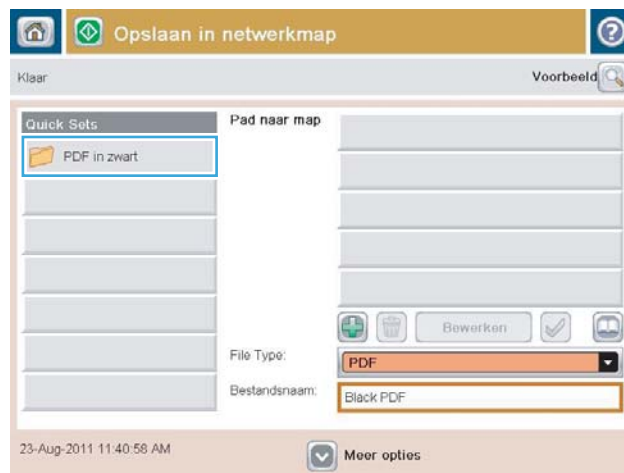 Opslaan in netwerkmap
Klaar
Voorbeeld
Quick Sets
Pad naar map
PDF in zwart
Bewerken
File Type:
PDF
Bestandsnaam:
Black PDF
23-Aug-2011 11:40:58 AM
Meer opties